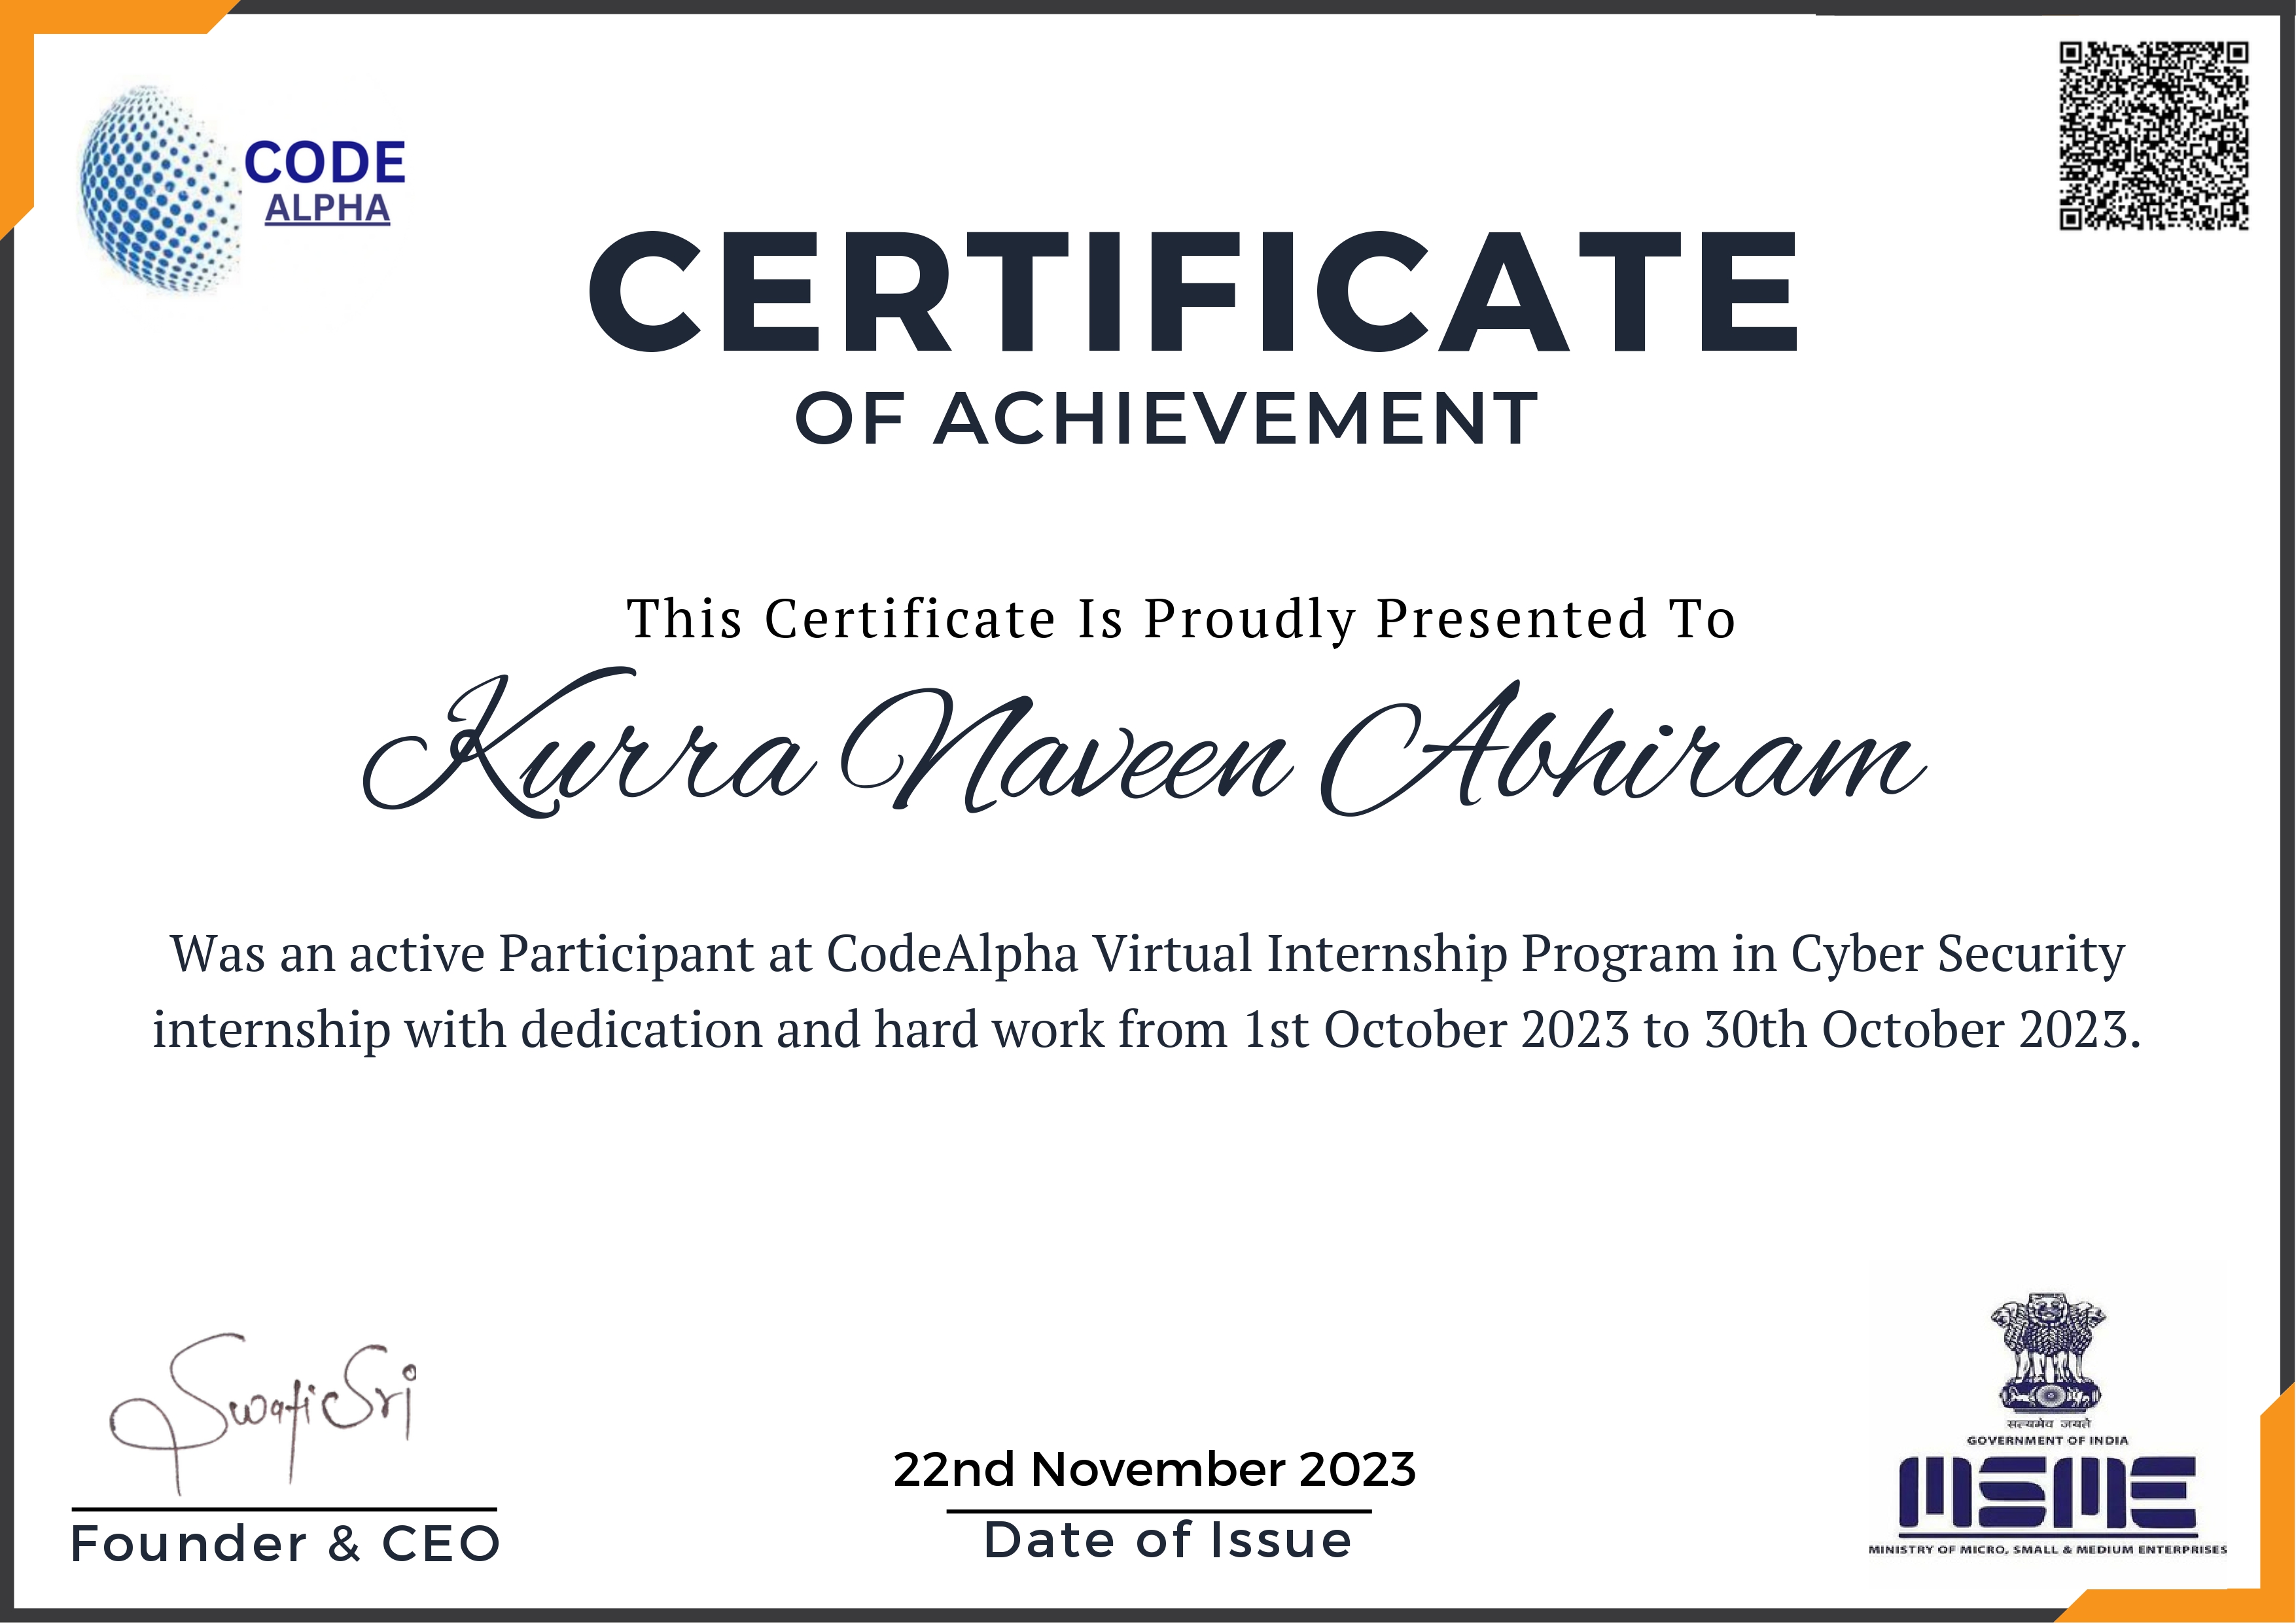 CODE
ALPHA
CERTIFICATE
OF ACHIEVEMENT
This Certificate Is Proudly Presented To
Kurra Naveen Abhiram
Was an active Participant at CodeAlpha Virtual Internship Program in Cyber Security
internship with dedication and hard work from 1st October 2023 to 30th October 2023.
Swati Sri
Founder & CEO
22nd November 2023
Date of Issue
सत्यमेव जयते
GOVERNMENT OF INDIA
MSME
MINISTRY OF MICRO, SMALL & MEDIUM ENTERPRISES